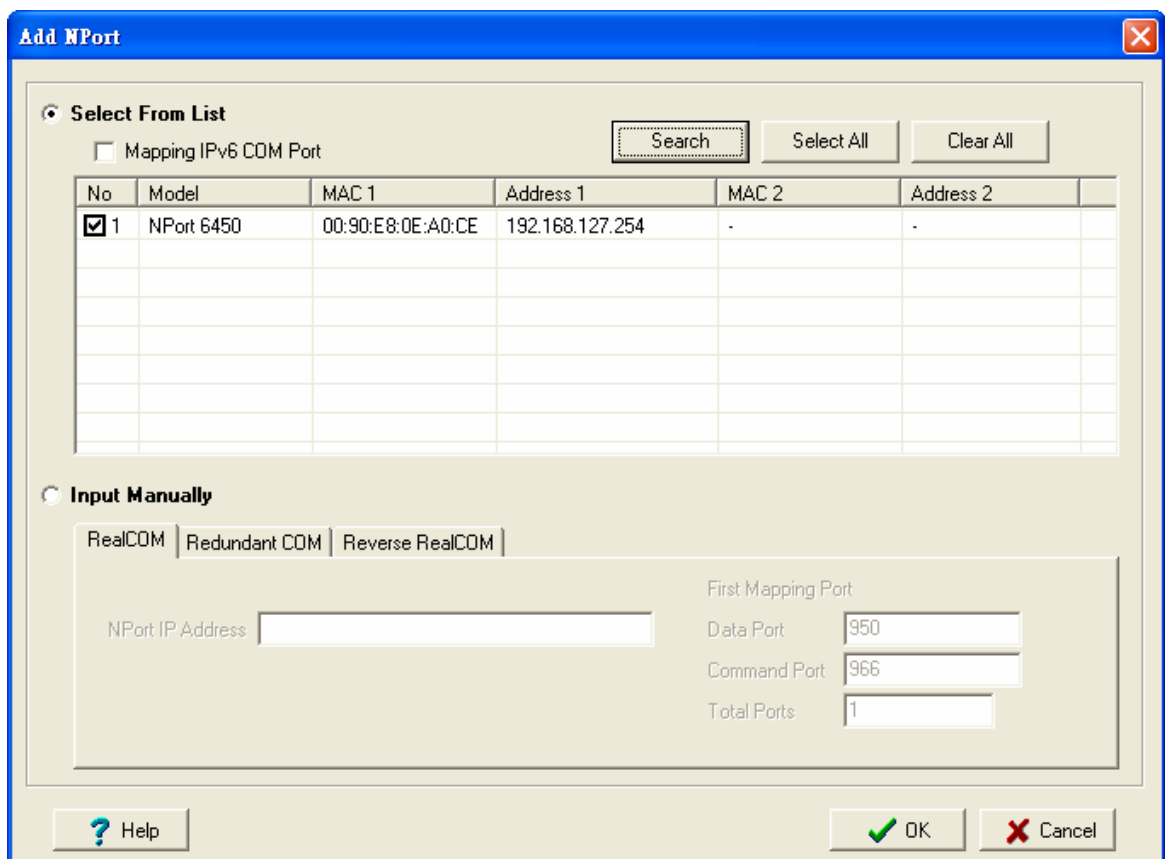 Add NPort
Select From List
Mapping IPv6 COM Port
Search
Select All
Clear All
No Model MAC 1 Address 1 MAC 2 Address 2
1 NPort 6450 00:90:E8:0E:A0:CE 192.168.127.254 - -
Input Manually
RealCOM Redundant COM Reverse RealCOM
First Mapping Port
NPort IP Address
Data Port 950
Command Port 966
Total Ports 1
? Help
OK
Cancel